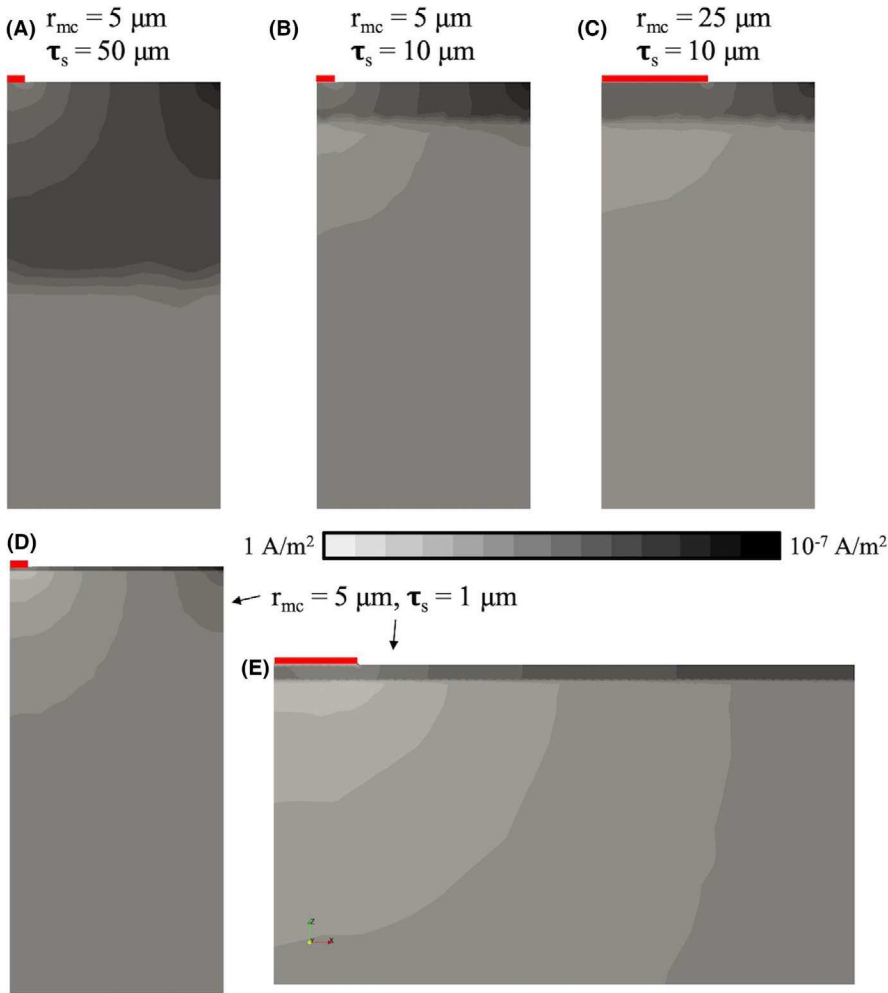 (A)
r_mc = 5 µm
τ_s = 50 µm
(B)
r_mc = 5 µm
τ_s = 10 µm
(C)
r_mc = 25 µm
τ_s = 10 µm
1 A/m²
10⁻⁷ A/m²
(D)
r_mc = 5 µm, τ_s = 1 µm
(E)
Z
Y
X